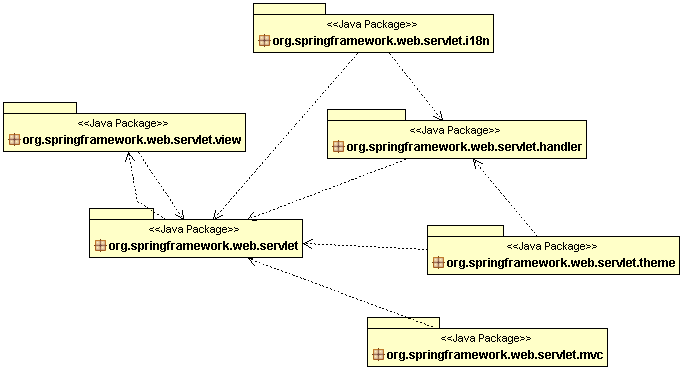 <<Java Package>>
org.springframework.web.servlet.i18n
<<Java Package>>
org.springframework.web.servlet.view
<<Java Package>>
org.springframework.web.servlet.handler
<<Java Package>>
org.springframework.web.servlet
<<Java Package>>
org.springframework.web.servlet.theme
<<Java Package>>
org.springframework.web.servlet.mvc